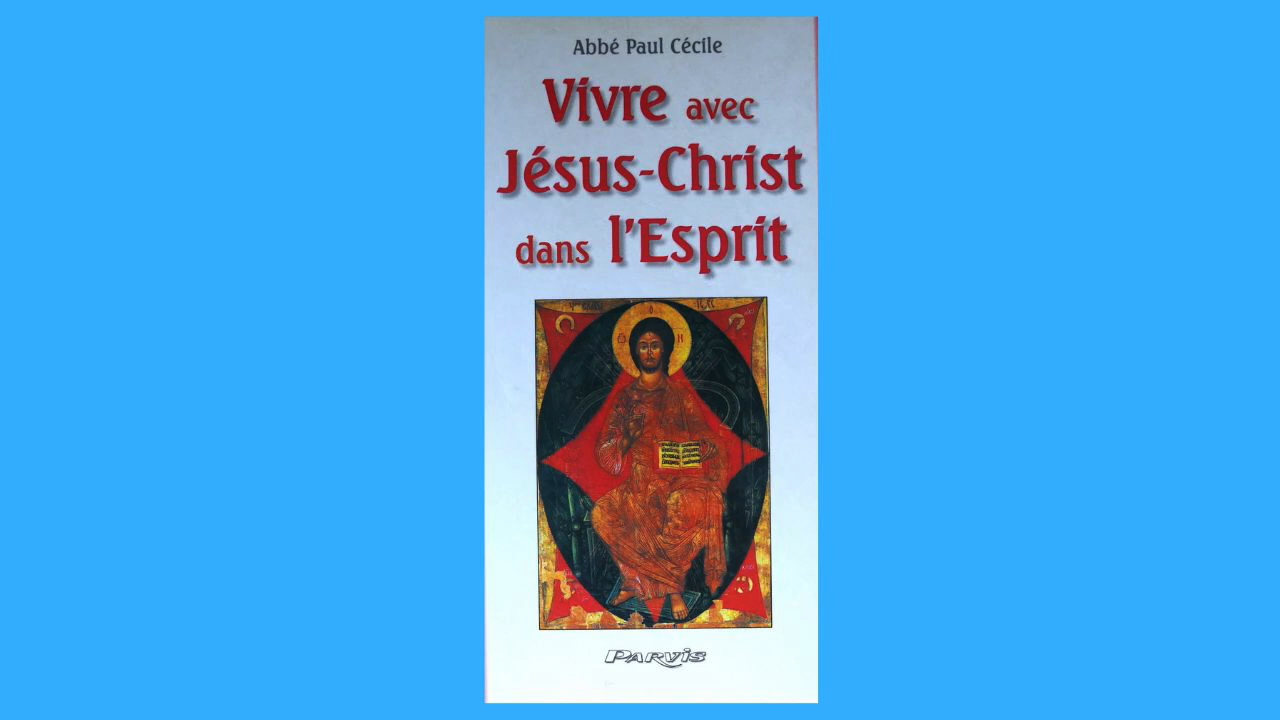 Abbé Paul Cécile
Vivre avec
Jésus-Christ
dans l'Esprit
PARVIS